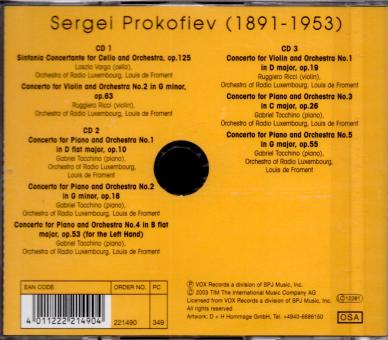 Sergei Prokofiev (1891-1953)
CD 1
Sinfonia Concertante for Cello and Orchestra, op.125
Laszlo Varga (cello),
Orchestra of Radio Luxembourg, Louis de Froment
Concerto for Violin and Orchestra No.2 in G minor,
op.63
Ruggiero Ricci (violin),
Orchestra of Radio Luxembourg, Louis de Froment
CD 2
Concerto for Piano and Orchestra No.1
in D flat major, op.10
Gabriel Tacchino (piano),
Orchestra of Radio Luxembourg,
Louis de Froment
Concerto for Piano and Orchestra No.2
in G minor, op.16
Gabriel Tacchino (piano),
Orchestra of Radio Luxembourg, Louis de Froment
Concerto for Piano and Orchestra No.4 in B flat
major, op.53 (for the Left Hand)
Gabriel Tacchino (piano),
Orchestra of Radio Luxembourg, Louis de Froment
CD 3
Concerto for Violin and Orchestra No.1
in D major, op.19
Ruggiero Ricci (violin),
Orchestra of Radio Luxembourg, Louis de Froment
Concerto for Piano and Orchestra No.3
in C major, op.26
Gabriel Tacchino (piano),
Orchestra of Radio Luxembourg, Louis de Froment
Concerto for Piano and Orchestra No.5
in G major, op.55
Gabriel Tacchino (piano),
Orchestra of Radio Luxembourg,
Louis de Froment
EAN CODE
ORDER NO.
PC
4 011222 214904
221490
349
℗ VOX Records a division of SPJ Music, Inc.
© 2003 TIM The International Music Company AG
Licensed from VOX Records a division of SPJ Music, Inc.
All rights reserved
Artwork: D + H Hommage GmbH, Tel. +4940-6686150
LC 12281
OSA